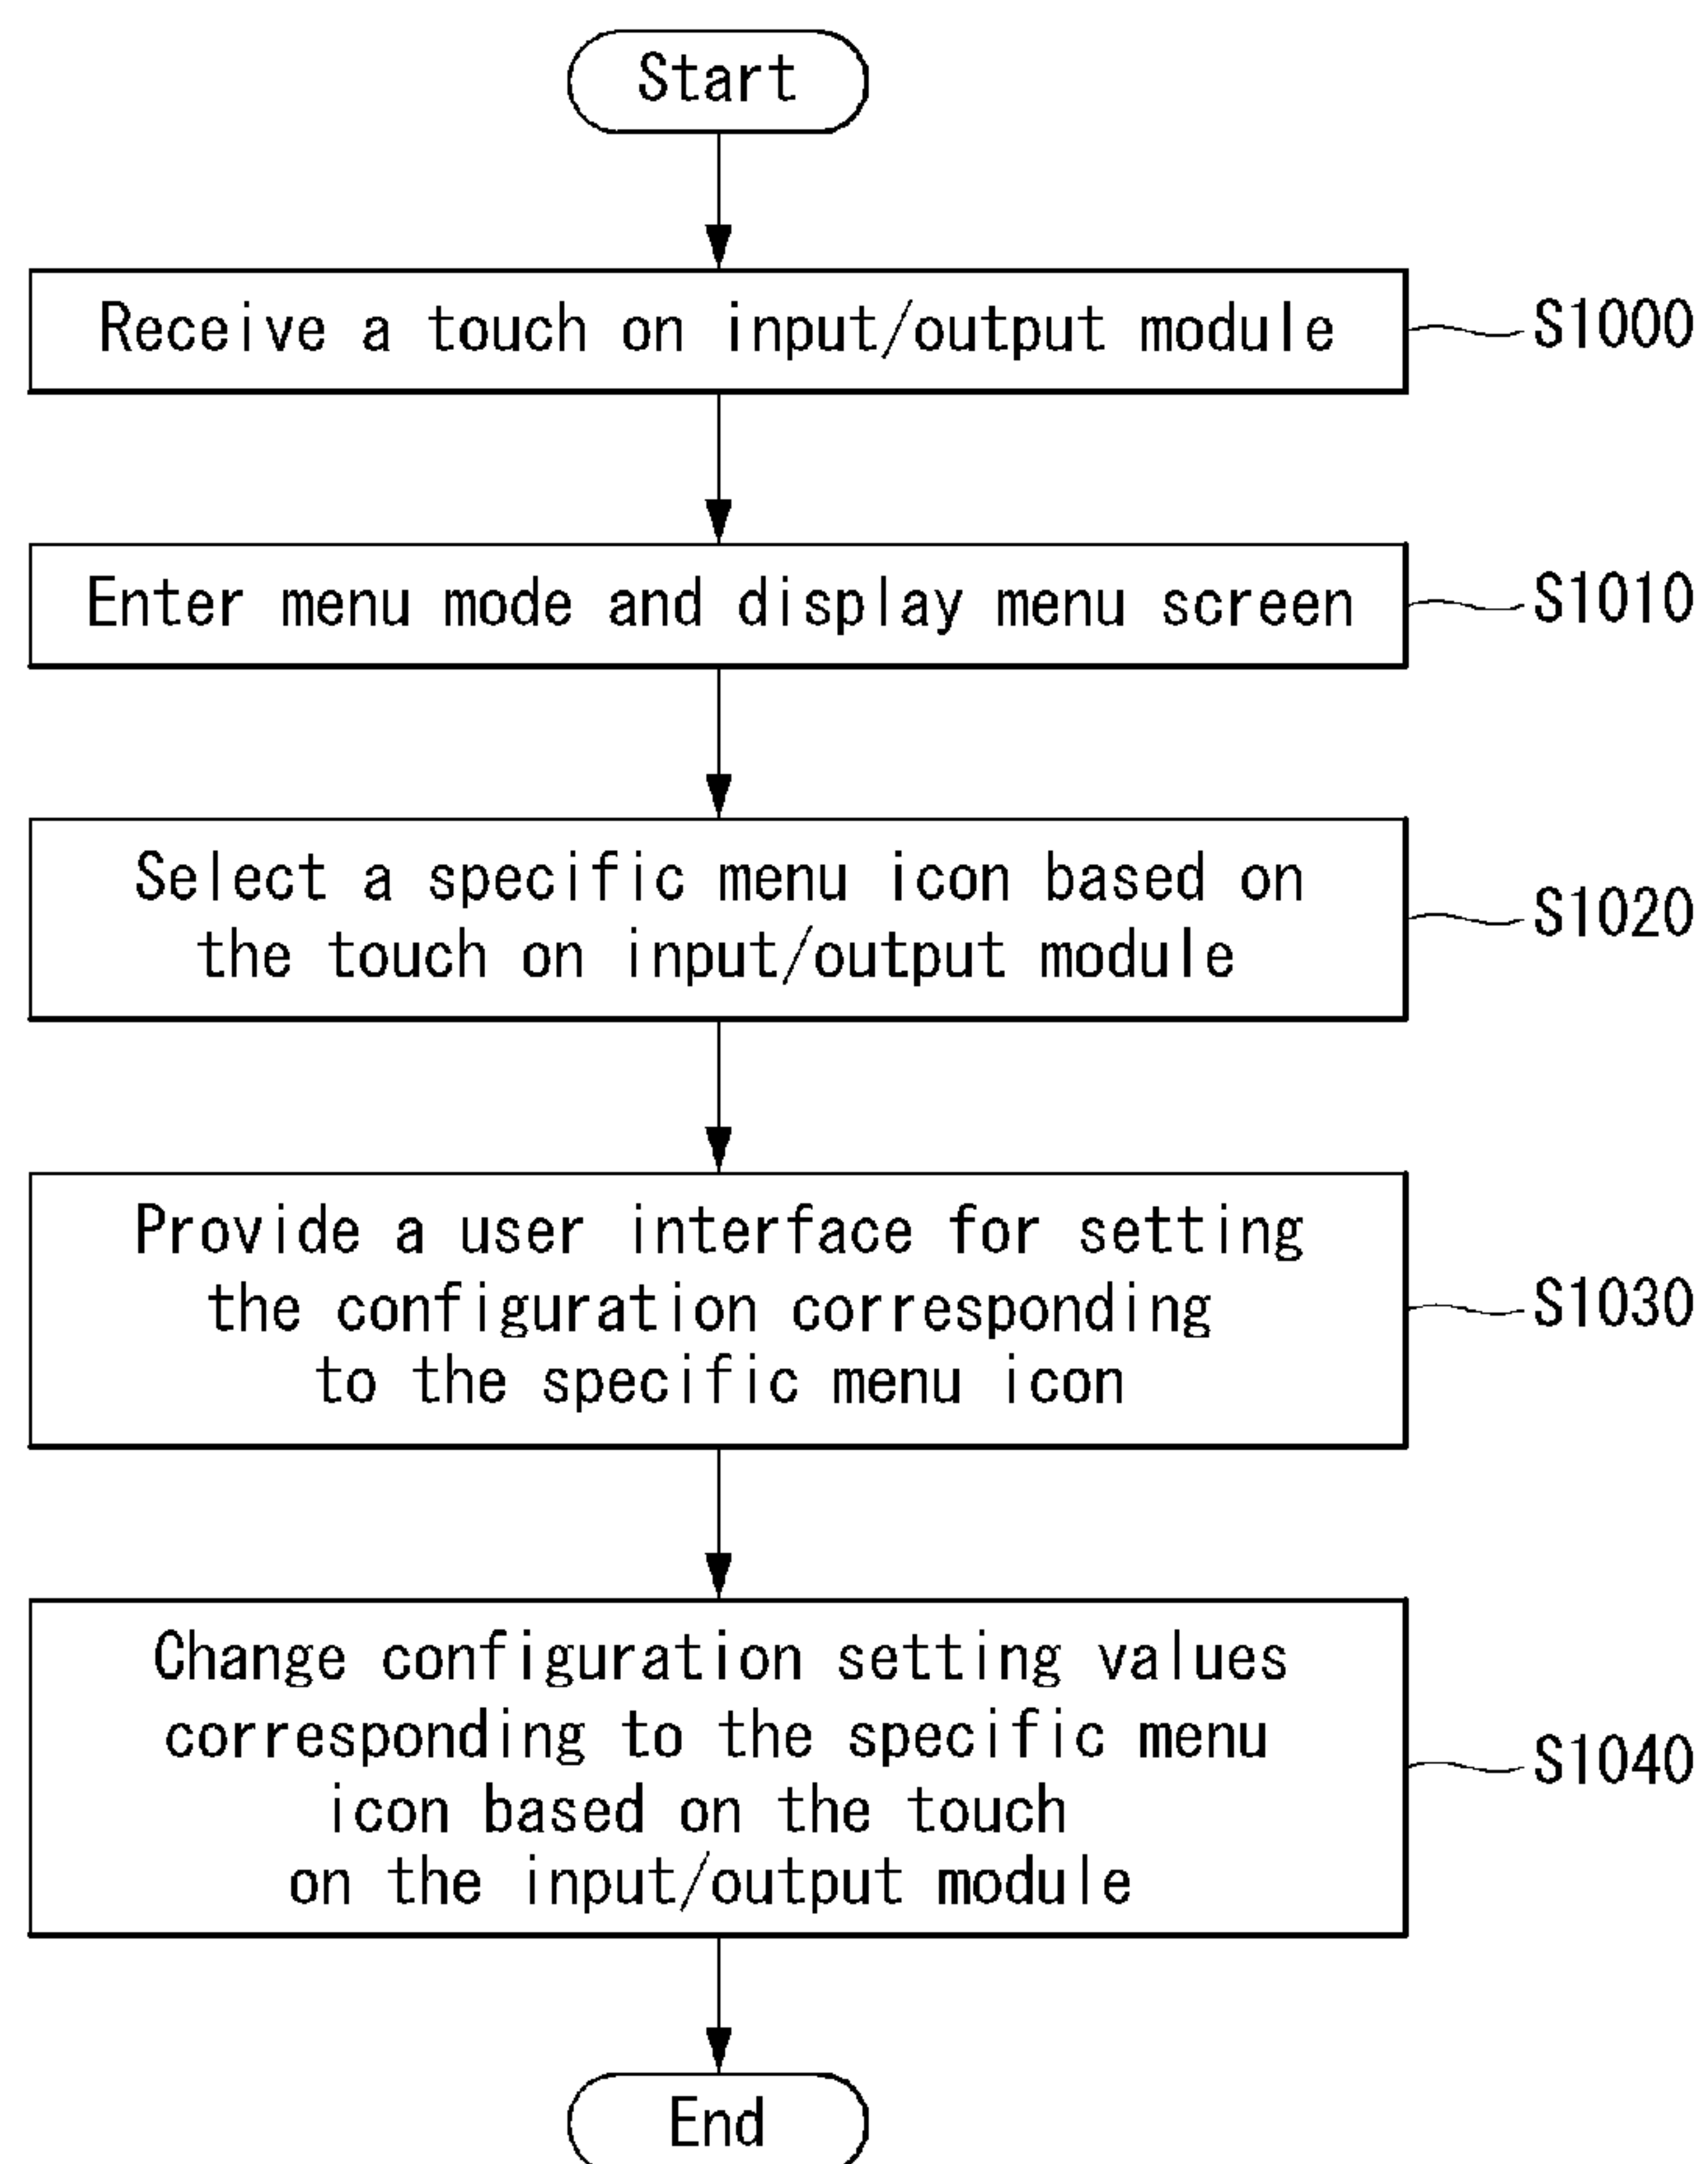 Start
Receive a touch on input/output module
S1000
Enter menu mode and display menu screen
S1010
Select a specific menu icon based on
the touch on input/output module
S1020
Provide a user interface for setting
the configuration corresponding
to the specific menu icon
S1030
Change configuration setting values
corresponding to the specific menu
icon based on the touch
on the input/output module
S1040
End